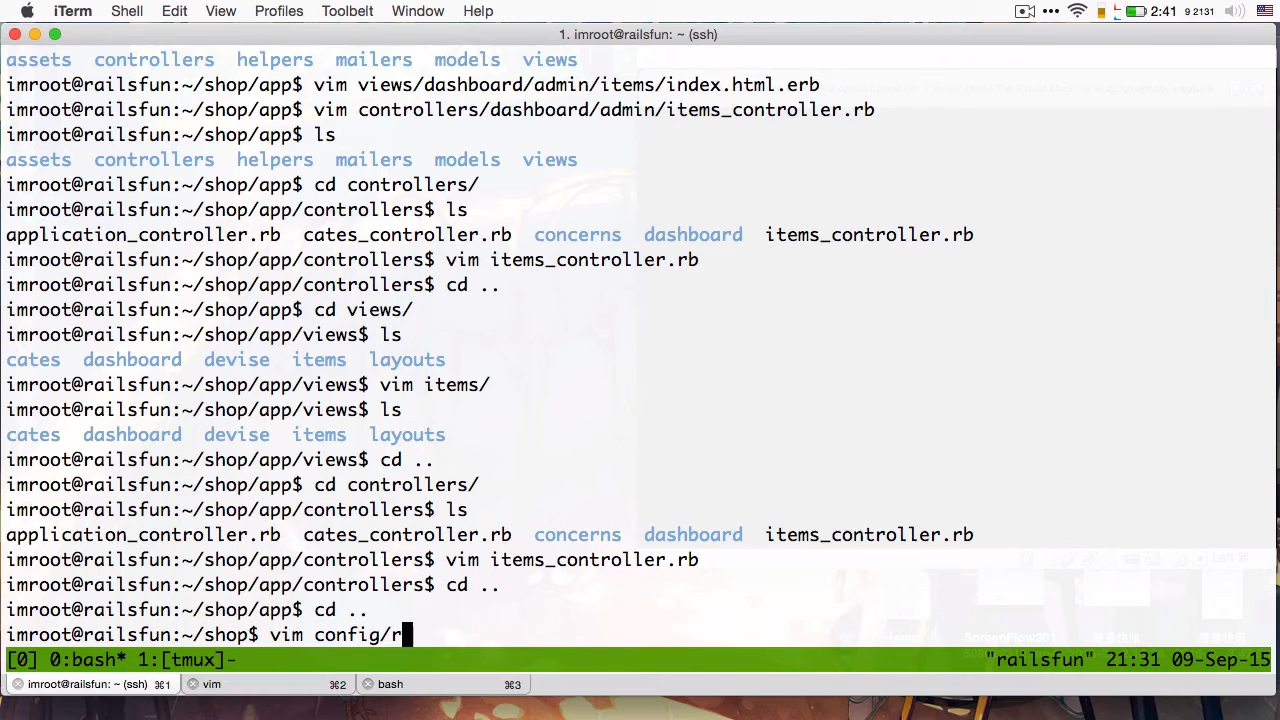 iTerm Shell Edit View Profiles Toolbelt Window Help 2:41 9 2131
1. imroot@railsfun: ~ (ssh)
assets controllers helpers mailers models views
imroot@railsfun:~/shop/app$ vim views/dashboard/admin/items/index.html.erb
imroot@railsfun:~/shop/app$ vim controllers/dashboard/admin/items_controller.rb
imroot@railsfun:~/shop/app$ ls
assets controllers helpers mailers models views
imroot@railsfun:~/shop/app$ cd controllers/
imroot@railsfun:~/shop/app/controllers$ ls
application_controller.rb cates_controller.rb concerns dashboard items_controller.rb
imroot@railsfun:~/shop/app/controllers$ vim items_controller.rb
imroot@railsfun:~/shop/app/controllers$ cd ..
imroot@railsfun:~/shop/app$ cd views/
imroot@railsfun:~/shop/app/views$ ls
cates dashboard devise items layouts
imroot@railsfun:~/shop/app/views$ vim items/
imroot@railsfun:~/shop/app/views$ ls
cates dashboard devise items layouts
imroot@railsfun:~/shop/app/views$ cd ..
imroot@railsfun:~/shop/app$ cd controllers/
imroot@railsfun:~/shop/app/controllers$ ls
application_controller.rb cates_controller.rb concerns dashboard items_controller.rb
imroot@railsfun:~/shop/app/controllers$ vim items_controller.rb
imroot@railsfun:~/shop/app/controllers$ cd ..
imroot@railsfun:~/shop/app$ cd ..
imroot@railsfun:~/shop$ vim config/r
[0] 0:bash* 1:[tmux]- "railsfun" 21:31 09-Sep-15
imroot@railsfun: ~ (ssh) ⌘1 vim ⌘2 bash ⌘3